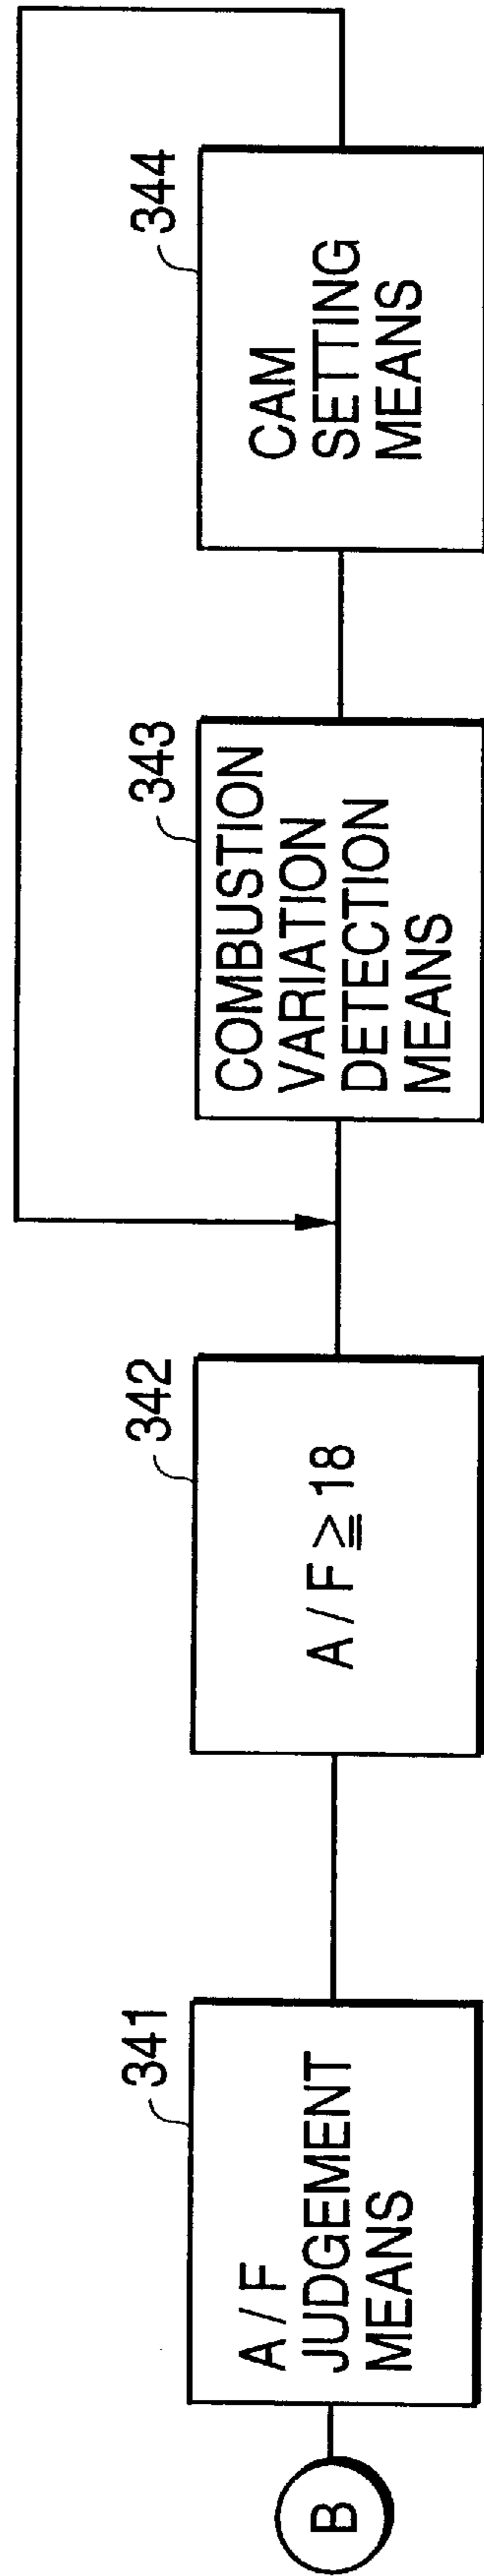 B
341
A / F
JUDGEMENT
MEANS
342
A / F ≧ 18
343
COMBUSTION
VARIATION
DETECTION
MEANS
344
CAM
SETTING
MEANS